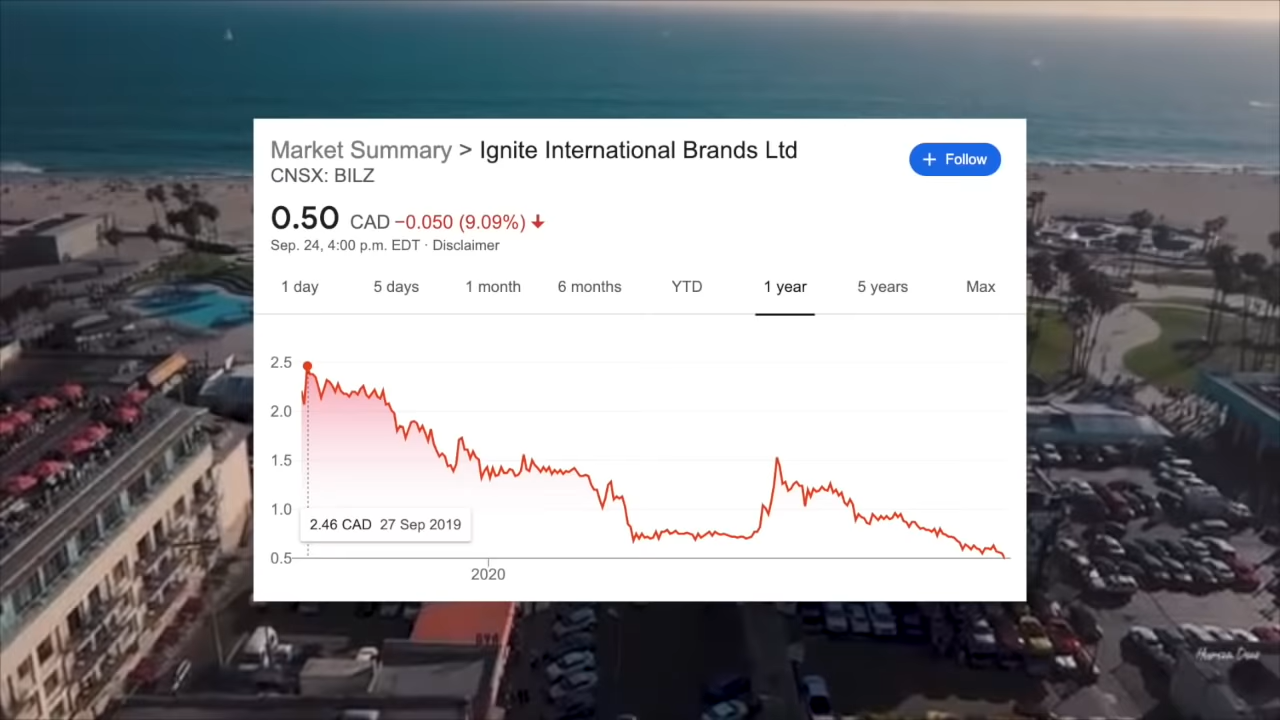 Market Summary > Ignite International Brands Ltd
CNSX: BILZ
+ Follow
0.50 CAD −0.050 (9.09%) ↓
Sep. 24, 4:00 p.m. EDT · Disclaimer
1 day 5 days 1 month 6 months YTD 1 year 5 years Max
2.5
2.0
1.5
1.0
2.46 CAD 27 Sep 2019
0.5
2020